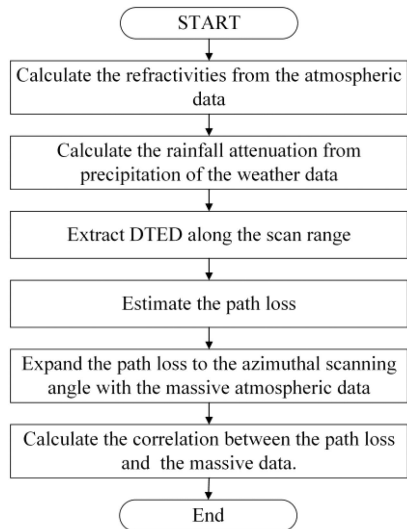 START
Calculate the refractivities from the atmospheric
data
Calculate the rainfall attenuation from
precipitation of the weather data
Extract DTED along the scan range
Estimate the path loss
Expand the path loss to the azimuthal scanning
angle with the massive atmospheric data
Calculate the correlation between the path loss
and the massive data.
End